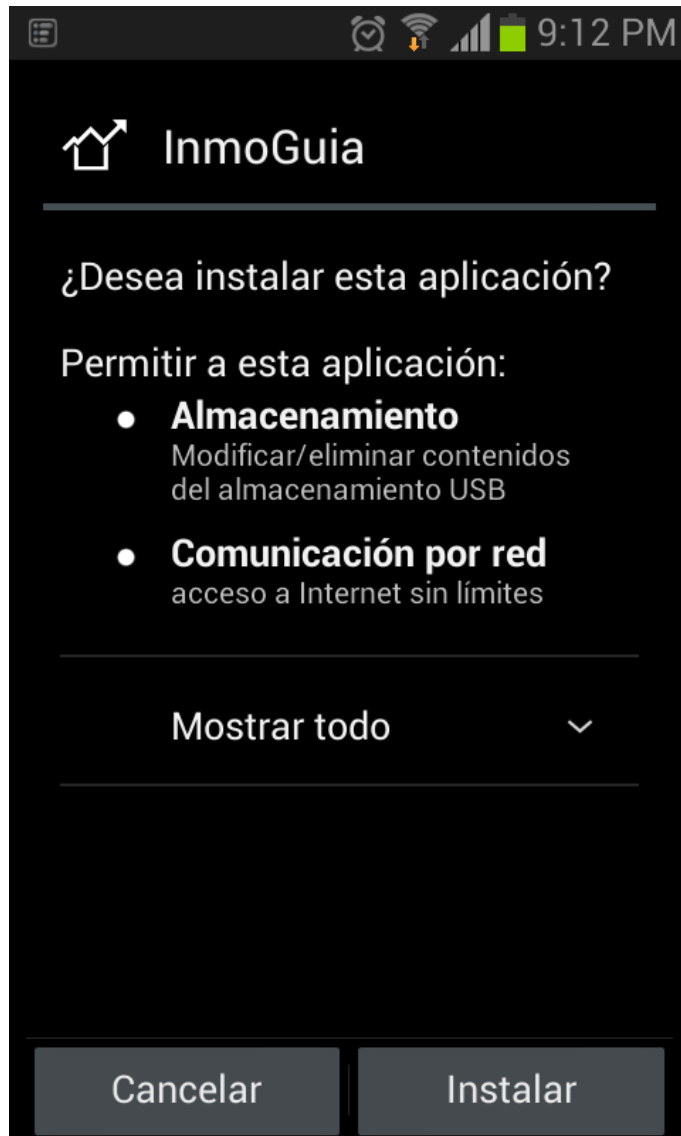 9:12 PM
InmoGuia
¿Desea instalar esta aplicación?
Permitir a esta aplicación:
Almacenamiento
Modificar/eliminar contenidos
del almacenamiento USB
Comunicación por red
acceso a Internet sin límites
Mostrar todo
Cancelar
Instalar